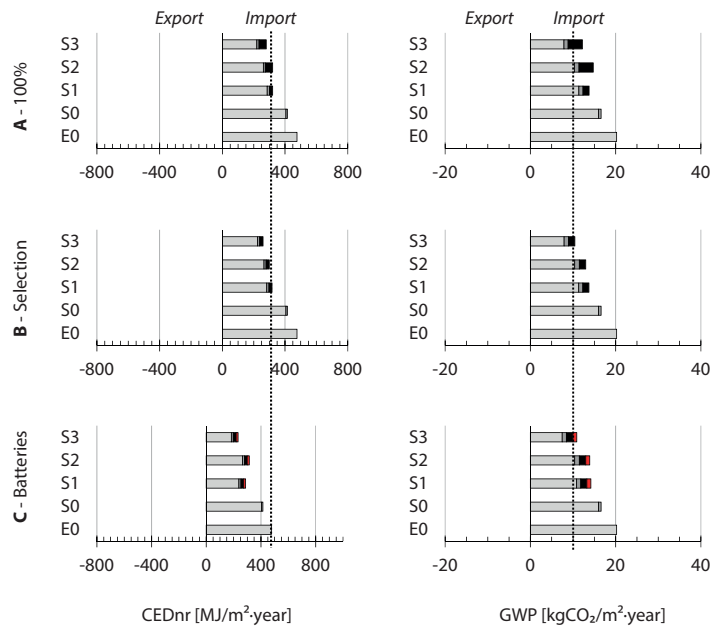 Export Import Export Import
A - 100%
S3 S3
S2 S2
S1 S1
S0 S0
E0 E0
-800 -400 0 400 800 -20 0 20 40
B - Selection
S3 S3
S2 S2
S1 S1
S0 S0
E0 E0
-800 -400 0 400 800 -20 0 20 40
C - Batteries
S3 S3
S2 S2
S1 S1
S0 S0
E0 E0
-800 -400 0 400 800 -20 0 20 40
CEDnr [MJ/m²·year] GWP [kgCO₂/m²·year]